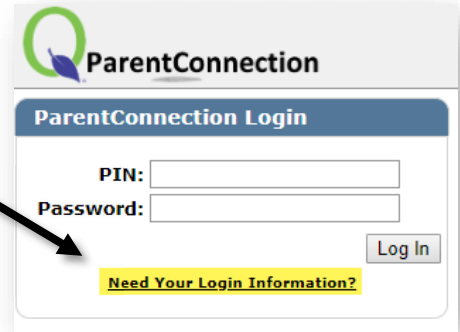 Q ParentConnection
ParentConnection Login
PIN:
Password:
Log In
Need Your Login Information?